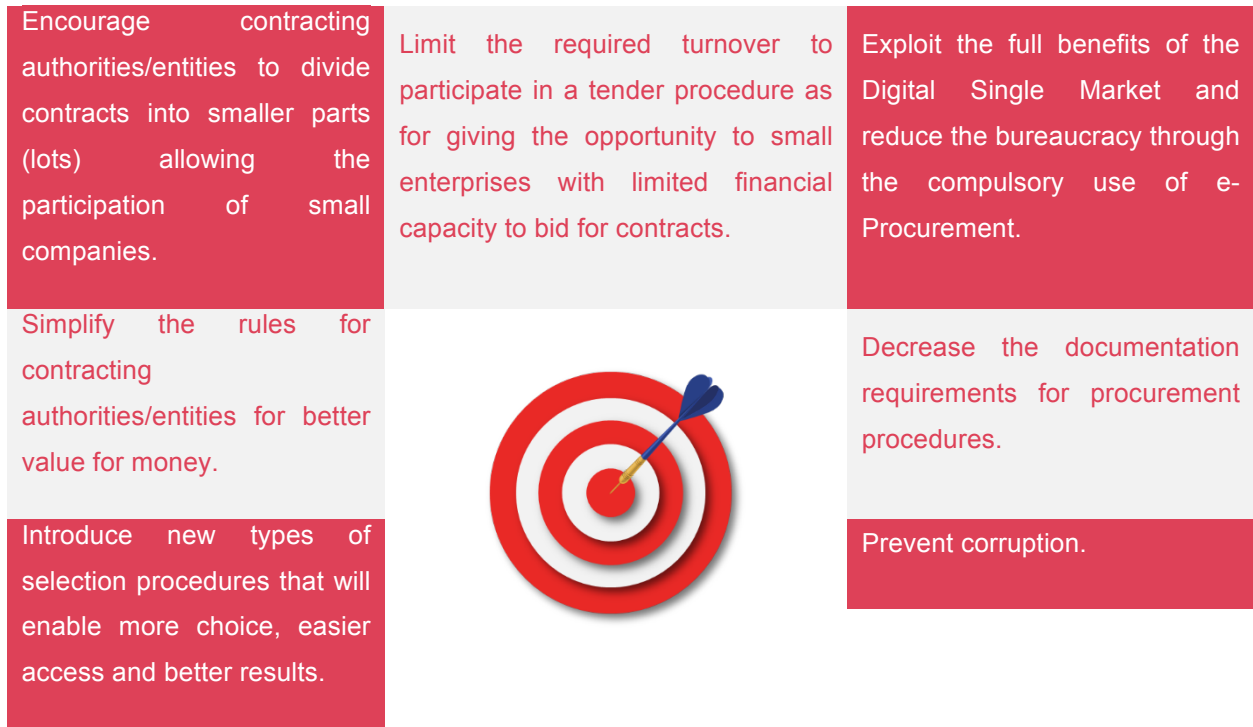 Encourage contracting
authorities/entities to divide
contracts into smaller parts
(lots) allowing the
participation of small
companies.
Limit the required turnover to
participate in a tender procedure as
for giving the opportunity to small
enterprises with limited financial
capacity to bid for contracts.
Exploit the full benefits of the
Digital Single Market and
reduce the bureaucracy through
the compulsory use of e-
Procurement.
Simplify the rules for
contracting
authorities/entities for better
value for money.
Decrease the documentation
requirements for procurement
procedures.
Introduce new types of
selection procedures that will
enable more choice, easier
access and better results.
Prevent corruption.